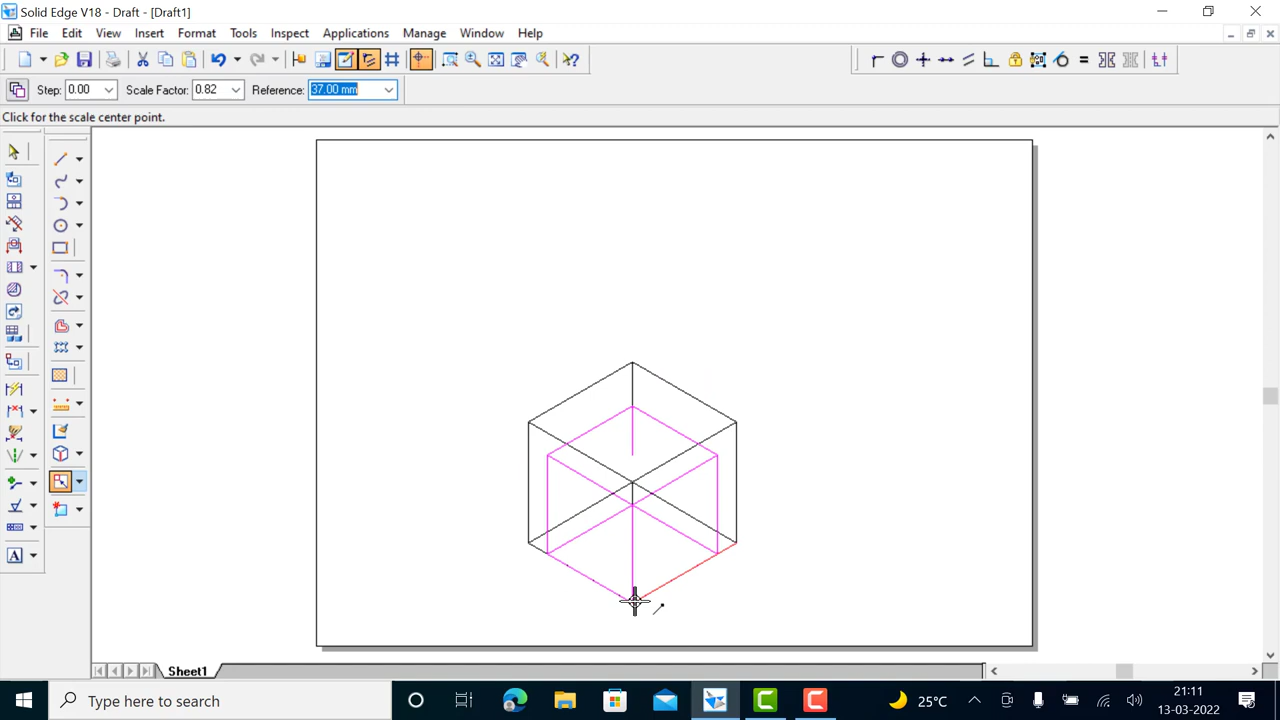 Solid Edge V18 - Draft - [Draft1]
File Edit View Insert Format Tools Inspect Applications Manage Window Help
Step: 0.00 Scale Factor: 0.82 Reference: 37.00 mm
Click for the scale center point.
A
Sheet1
Type here to search
25°C
21:11
13-03-2022